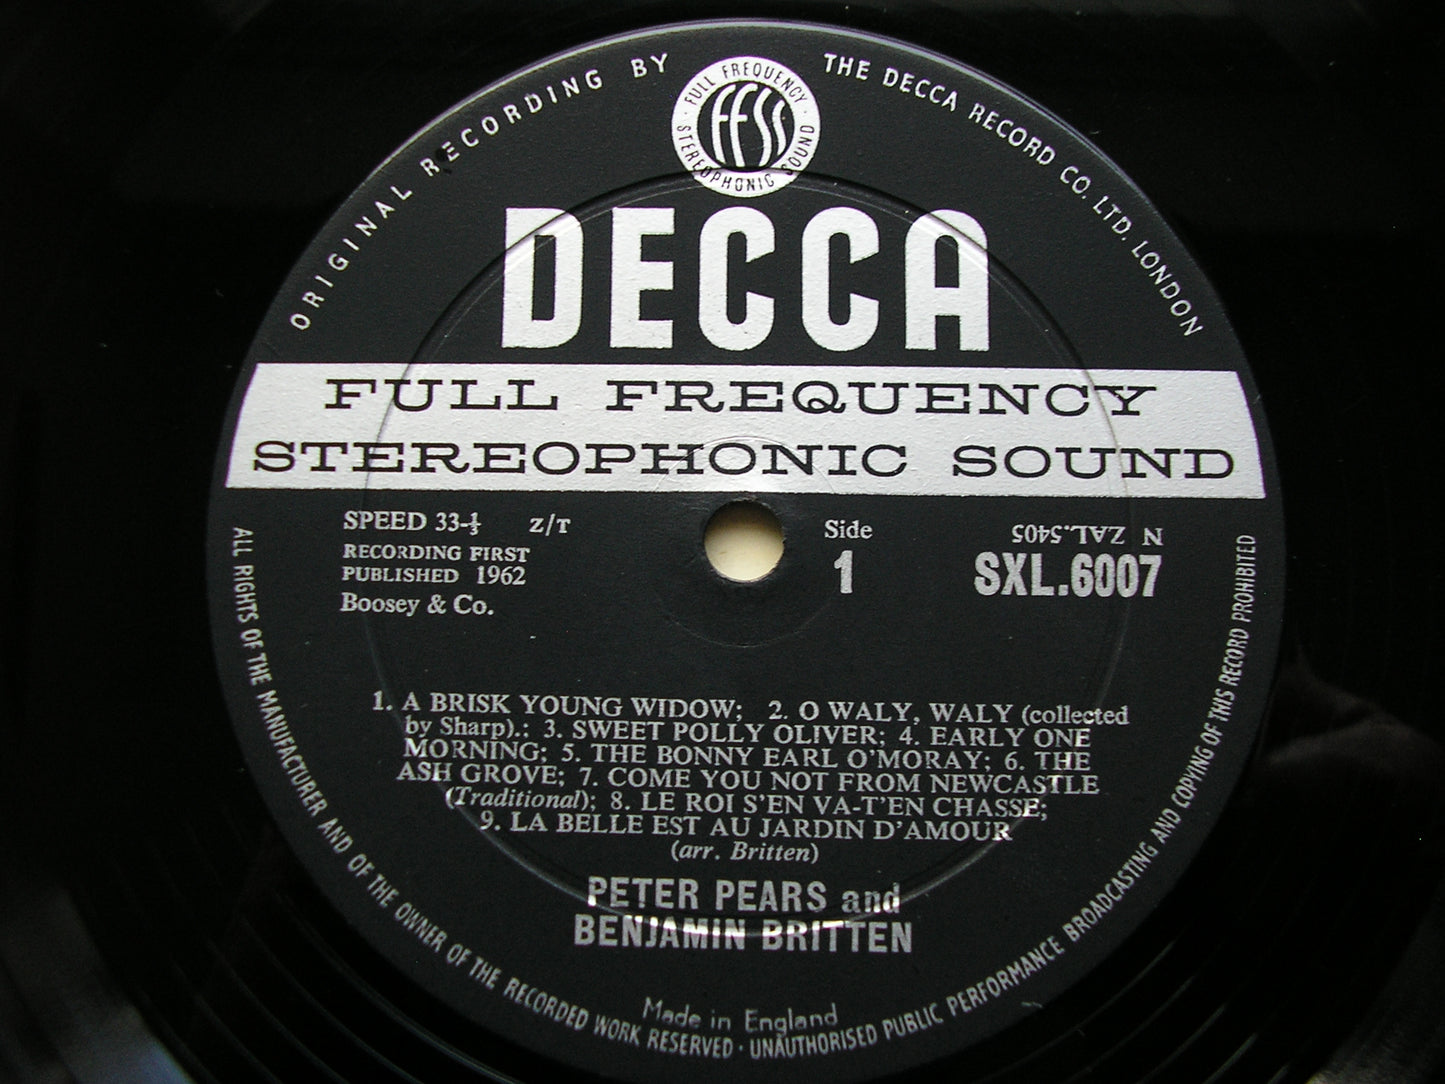 ORIGINAL RECORDING BY
THE DECCA RECORD CO. LTD. LONDON
FULL FREQUENCY
FFSS
STEREOPHONIC SOUND
DECCA
FULL FREQUENCY
STEREOPHONIC SOUND
SPEED 33-⅓ Z/T
RECORDING FIRST
PUBLISHED 1962
Boosey & Co.
Side
1
N ZAL.5405
SXL.6007
1. A BRISK YOUNG WIDOW; 2. O WALY, WALY (collected
by Sharp).: 3. SWEET POLLY OLIVER; 4. EARLY ONE
MORNING; 5. THE BONNY EARL O'MORAY; 6. THE
ASH GROVE; 7. COME YOU NOT FROM NEWCASTLE
(Traditional); 8. LE ROI S'EN VA-T'EN CHASSE;
9. LA BELLE EST AU JARDIN D'AMOUR
(arr. Britten)
PETER PEARS and
BENJAMIN BRITTEN
Made in England
ALL RIGHTS OF THE MANUFACTURER AND OF THE OWNER OF THE RECORDED WORK RESERVED · UNAUTHORISED PUBLIC PERFORMANCE BROADCASTING AND COPYING OF THIS RECORD PROHIBITED